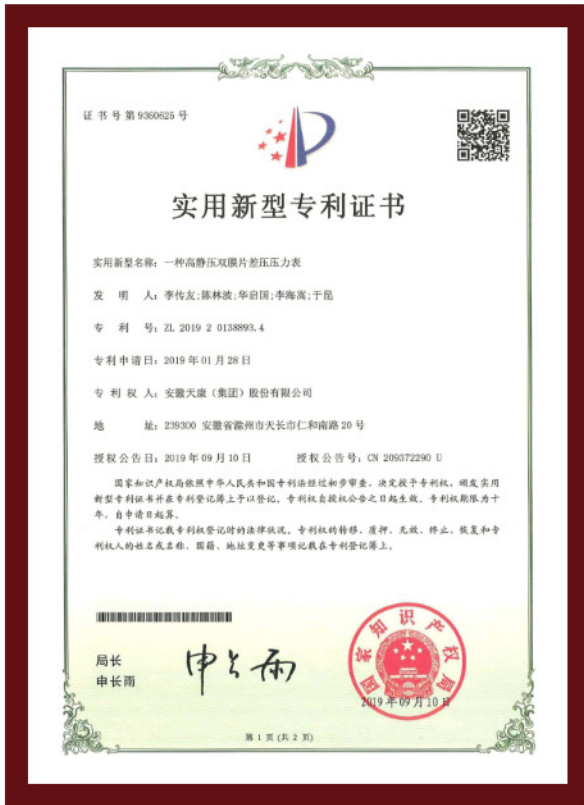 证书号第9360625号
实用新型专利证书
实用新型名称：一种高静压双膜片差压压力表
发明人：李传友;陈林波;华启国;李海嵩;于昆
专利号：ZL 2019 2 0138893.4
专利申请日：2019年01月28日
专利权人：安徽天康（集团）股份有限公司
地址：239300 安徽省滁州市天长市仁和南路20号
授权公告日：2019年09月10日 授权公告号：CN 209372290 U
国家知识产权局依照中华人民共和国专利法经过初步审查，决定授予专利权，颁发实用
新型专利证书并在专利登记簿上予以登记。专利权自授权公告之日起生效。专利权期限为十
年，自申请日起算。
专利证书记载专利权登记时的法律状况。专利权的转移、质押、无效、终止、恢复和专
利权人的姓名或名称、国籍、地址变更等事项记载在专利登记簿上。
局长
申长雨
申长雨
国家知识产权局
2019年09月10日
第1页(共2页)